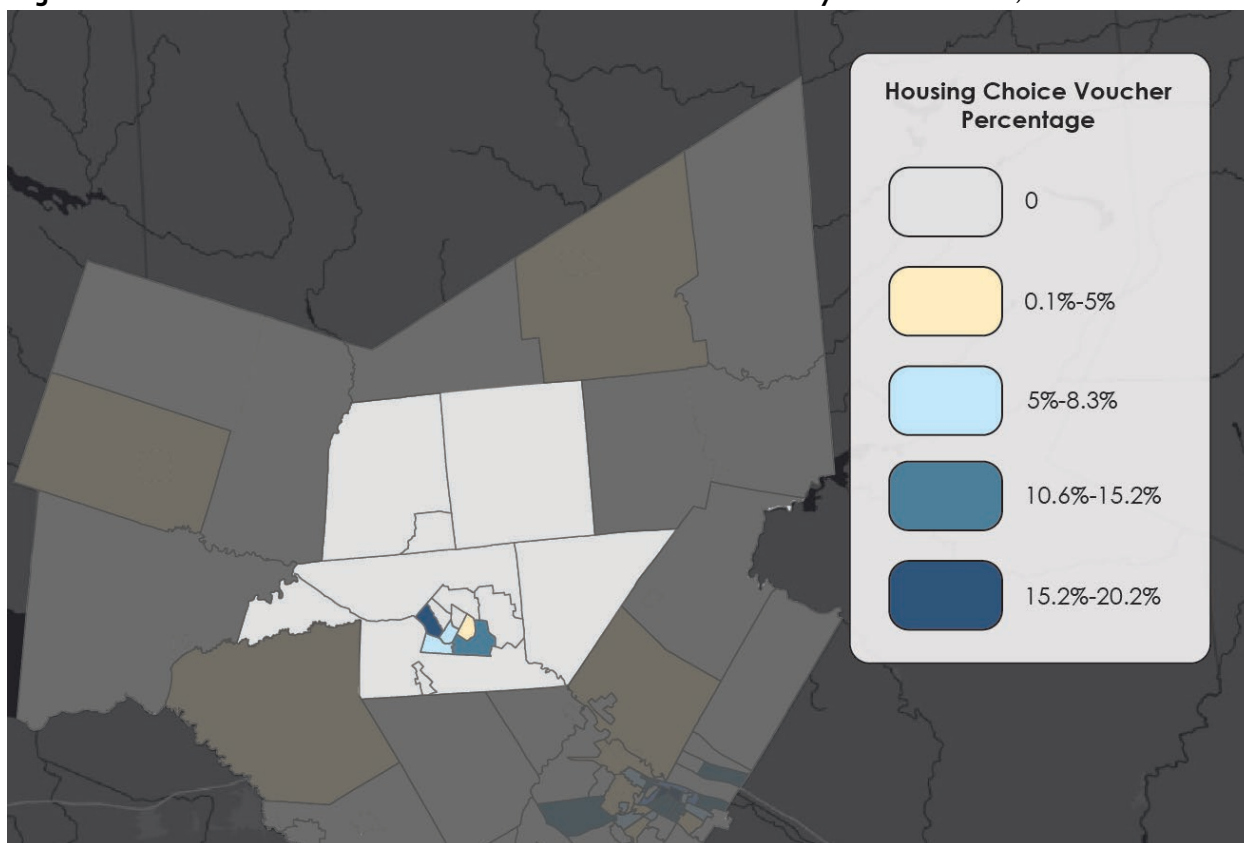 Housing Choice Voucher
Percentage
0
0.1%-5%
5%-8.3%
10.6%-15.2%
15.2%-20.2%